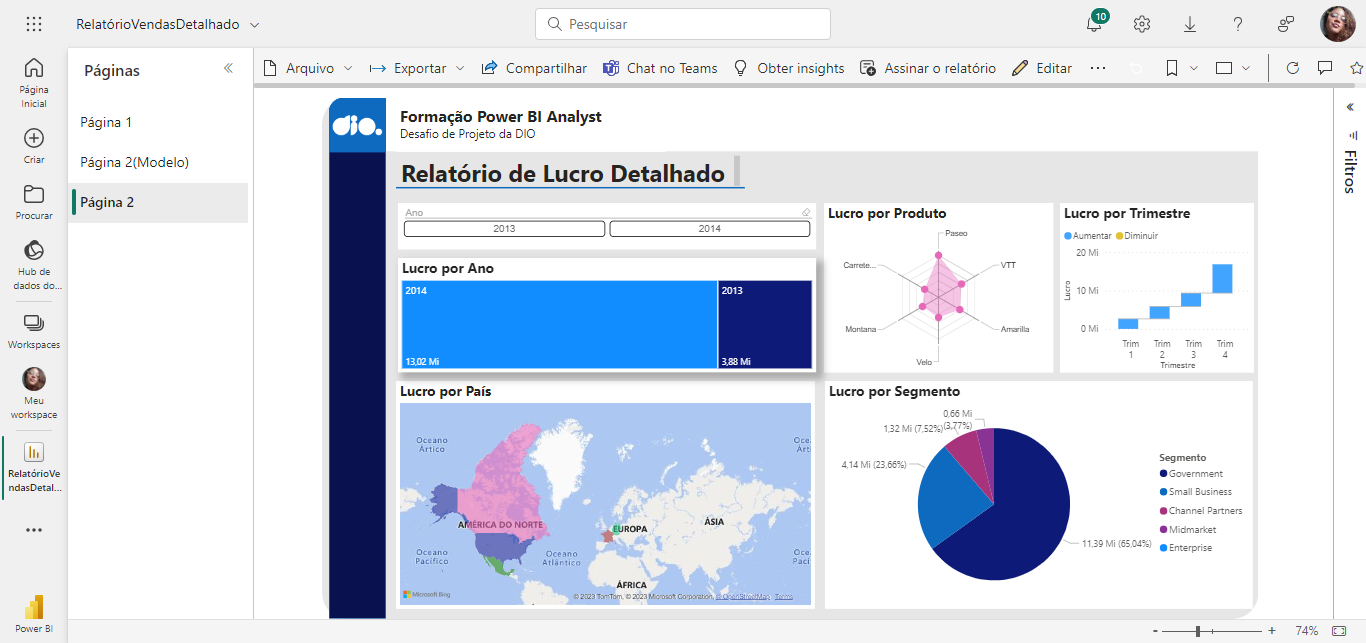 RelatórioVendasDetalhado
Pesquisar
10
Página Inicial
Criar
Procurar
Hub de dados do...
Workspaces
Meu workspace
RelatórioVe
ndasDetal...
Power BI
Páginas
Página 1
Página 2(Modelo)
Página 2
Arquivo
Exportar
Compartilhar
Chat no Teams
Obter insights
Assinar o relatório
Editar
Filtros
dio.
Formação Power BI Analyst
Desafio de Projeto da DIO
Relatório de Lucro Detalhado
Ano
2013
2014
Lucro por Ano
2014
13,02 Mi
2013
3,88 Mi
Lucro por Produto
Paseo
VTT
Amarilla
Velo
Montana
Carrete...
Lucro por Trimestre
Aumentar
Diminuir
20 Mi
10 Mi
0 Mi
Lucro
Trim 1
Trim 2
Trim 3
Trim 4
Trimestre
Lucro por País
Oceano Ártico
Oc
Árt
AMÉRICA DO NORTE
EUROPA
ÁSIA
Oceano Pacífico
Oceano Atlântico
Oce
Pací
ÁFRICA
Microsoft Bing
© 2023 TomTom, © 2023 Microsoft Corporation, © OpenStreetMap Terms
Lucro por Segmento
0,66 Mi
(3,77%)
1,32 Mi (7,52%)
4,14 Mi (23,66%)
11,39 Mi (65,04%)
Segmento
Government
Small Business
Channel Partners
Midmarket
Enterprise
74%